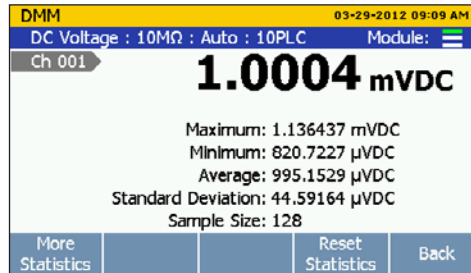 DMM 03-29-2012 09:09 AM
DC Voltage : 10MΩ : Auto : 10PLC Module:
Ch 001
1.0004 mVDC
Maximum: 1.136437 mVDC
Minimum: 820.7227 µVDC
Average: 995.1529 µVDC
Standard Deviation: 44.59164 µVDC
Sample Size: 128
More Statistics Reset Statistics Back